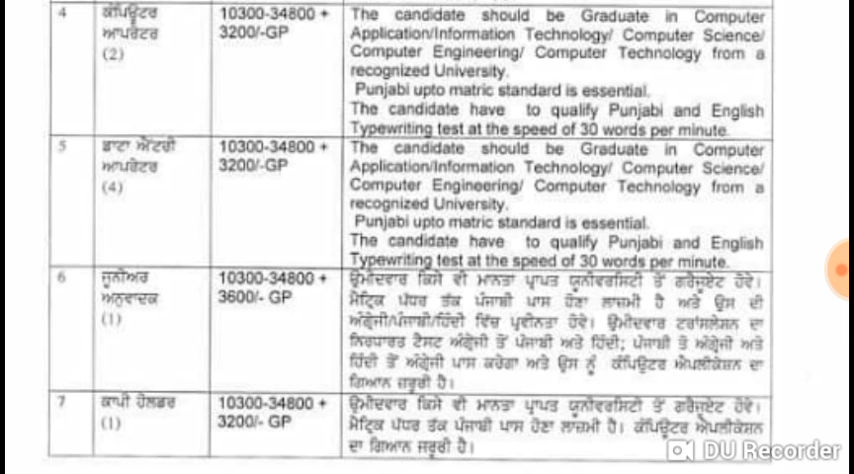 4
ਕੰਪਿਊਟਰ
ਆਪਰੇਟਰ
(2)
10300-34800 +
3200/-GP
The candidate should be Graduate in Computer
Application/Information Technology/ Computer Science/
Computer Engineering/ Computer Technology from a
recognized University.
Punjabi upto matric standard is essential.
The candidate have to qualify Punjabi and English
Typewriting test at the speed of 30 words per minute.
5
ਡਾਟਾ ਐਂਟਰੀ
ਆਪਰੇਟਰ
(4)
10300-34800 +
3200/-GP
The candidate should be Graduate in Computer
Application/Information Technology/ Computer Science/
Computer Engineering/ Computer Technology from a
recognized University.
Punjabi upto matric standard is essential.
The candidate have to qualify Punjabi and English
Typewriting test at the speed of 30 words per minute.
6
ਜੂਨੀਅਰ
ਅਨੁਵਾਦਕ
(1)
10300-34800 +
3600/- GP
ਉਮੀਦਵਾਰ ਕਿਸੇ ਵੀ ਮਾਨਤਾ ਪ੍ਰਾਪਤ ਯੂਨੀਵਰਸਿਟੀ ਤੋਂ ਗਰੈਜੂਏਟ ਹੋਵੇ।
ਮੈਟ੍ਰਿਕ ਪੱਧਰ ਤੱਕ ਪੰਜਾਬੀ ਪਾਸ ਹੋਣਾ ਲਾਜ਼ਮੀ ਹੈ ਅਤੇ ਉਸ ਦੀ
ਅੰਗ੍ਰੇਜੀ/ਪੰਜਾਬੀ/ਹਿੰਦੀ ਵਿੱਚ ਪ੍ਰਵੀਨਤਾ ਹੋਵੇ। ਉਮੀਦਵਾਰ ਟਰਾਂਸਲੇਸ਼ਨ ਦਾ
ਨਿਰਧਾਰਤ ਟੈਸਟ ਅੰਗ੍ਰੇਜੀ ਤੋਂ ਪੰਜਾਬੀ ਅਤੇ ਹਿੰਦੀ; ਪੰਜਾਬੀ ਤੋ ਅੰਗ੍ਰੇਜੀ ਅਤੇ
ਹਿੰਦੀ ਤੋਂ ਅੰਗ੍ਰੇਜੀ ਪਾਸ ਕਰੇਗਾ ਅਤੇ ਉਸ ਨੂੰ ਕੰਪਿਊਟਰ ਐਪਲੀਕੇਸ਼ਨ ਦਾ
ਗਿਆਨ ਜ਼ਰੂਰੀ ਹੈ।
7
ਕਾਪੀ ਹੋਲਡਰ
(1)
10300-34800 +
3200/- GP
ਉਮੀਦਵਾਰ ਕਿਸੇ ਵੀ ਮਾਨਤਾ ਪ੍ਰਾਪਤ ਯੂਨੀਵਰਸਿਟੀ ਤੋਂ ਗਰੈਜੂਏਟ ਹੋਵੇ।
ਮੈਟ੍ਰਿਕ ਪੱਧਰ ਤੱਕ ਪੰਜਾਬੀ ਪਾਸ ਹੋਣਾ ਲਾਜ਼ਮੀ ਹੈ। ਕੰਪਿਊਟਰ ਐਪਲੀਕੇਸ਼ਨ
ਦਾ ਗਿਆਨ ਜ਼ਰੂਰੀ ਹੈ।
DU Recorder